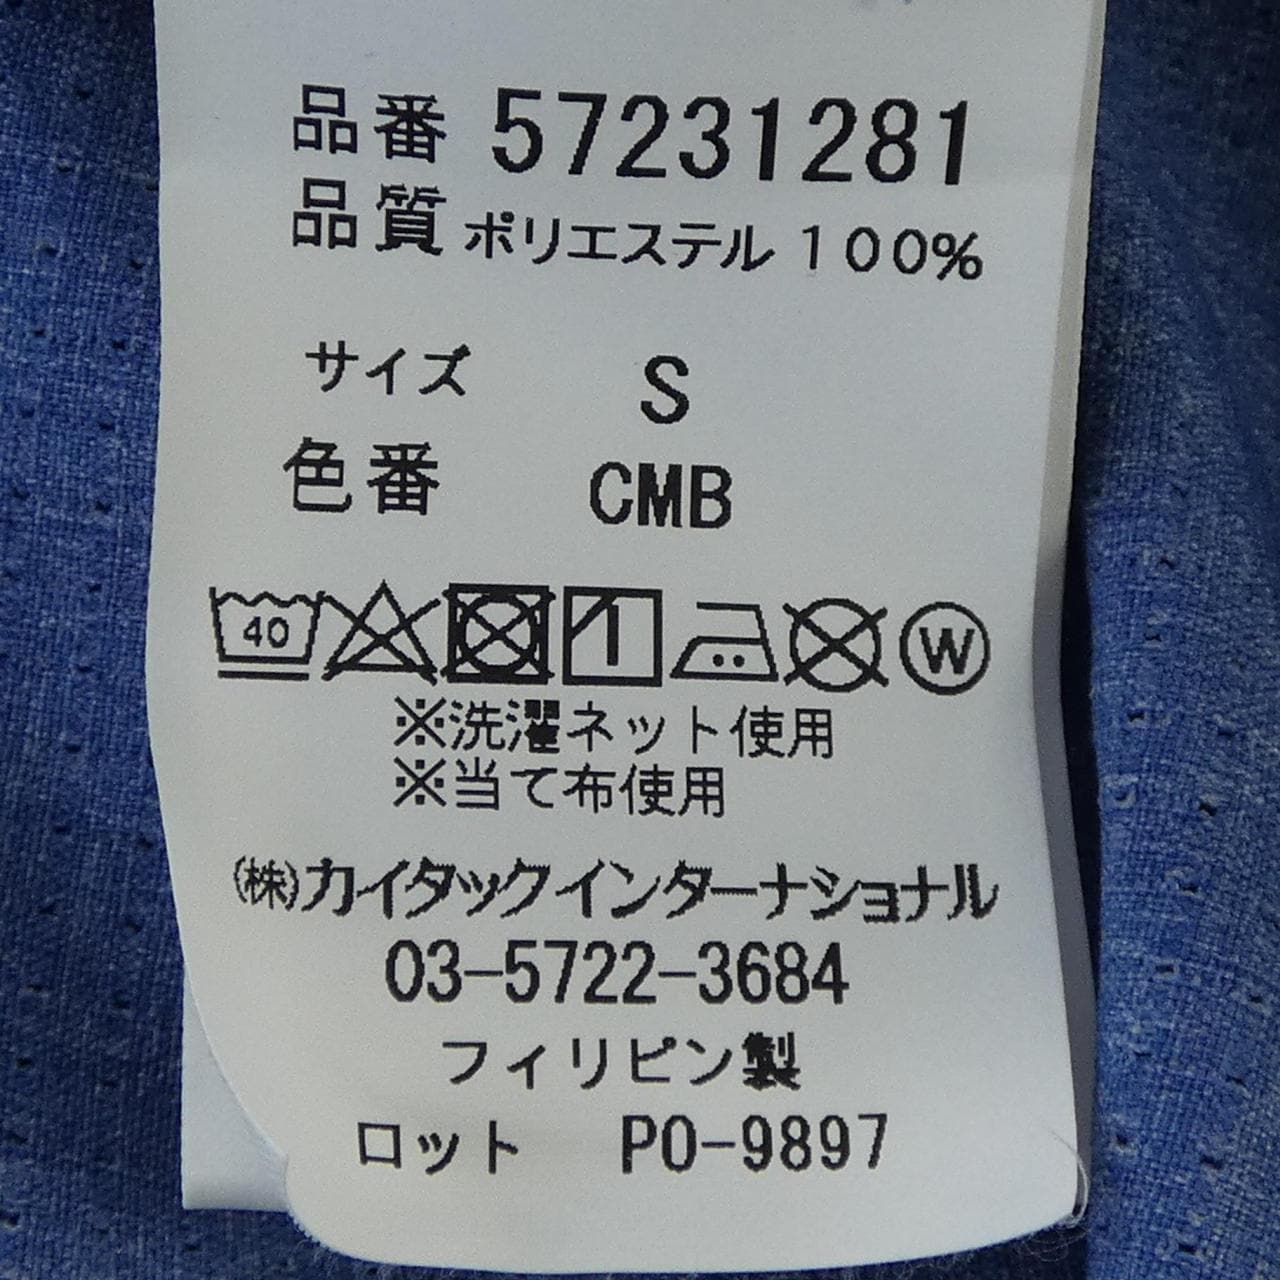 品番 57231281
品質 ポリエステル 100%
サイズ S
色番 CMB
40 W
※洗濯ネット使用
※当て布使用
(株)カイタックインターナショナル
03-5722-3684
フィリピン製
ロット PO-9897